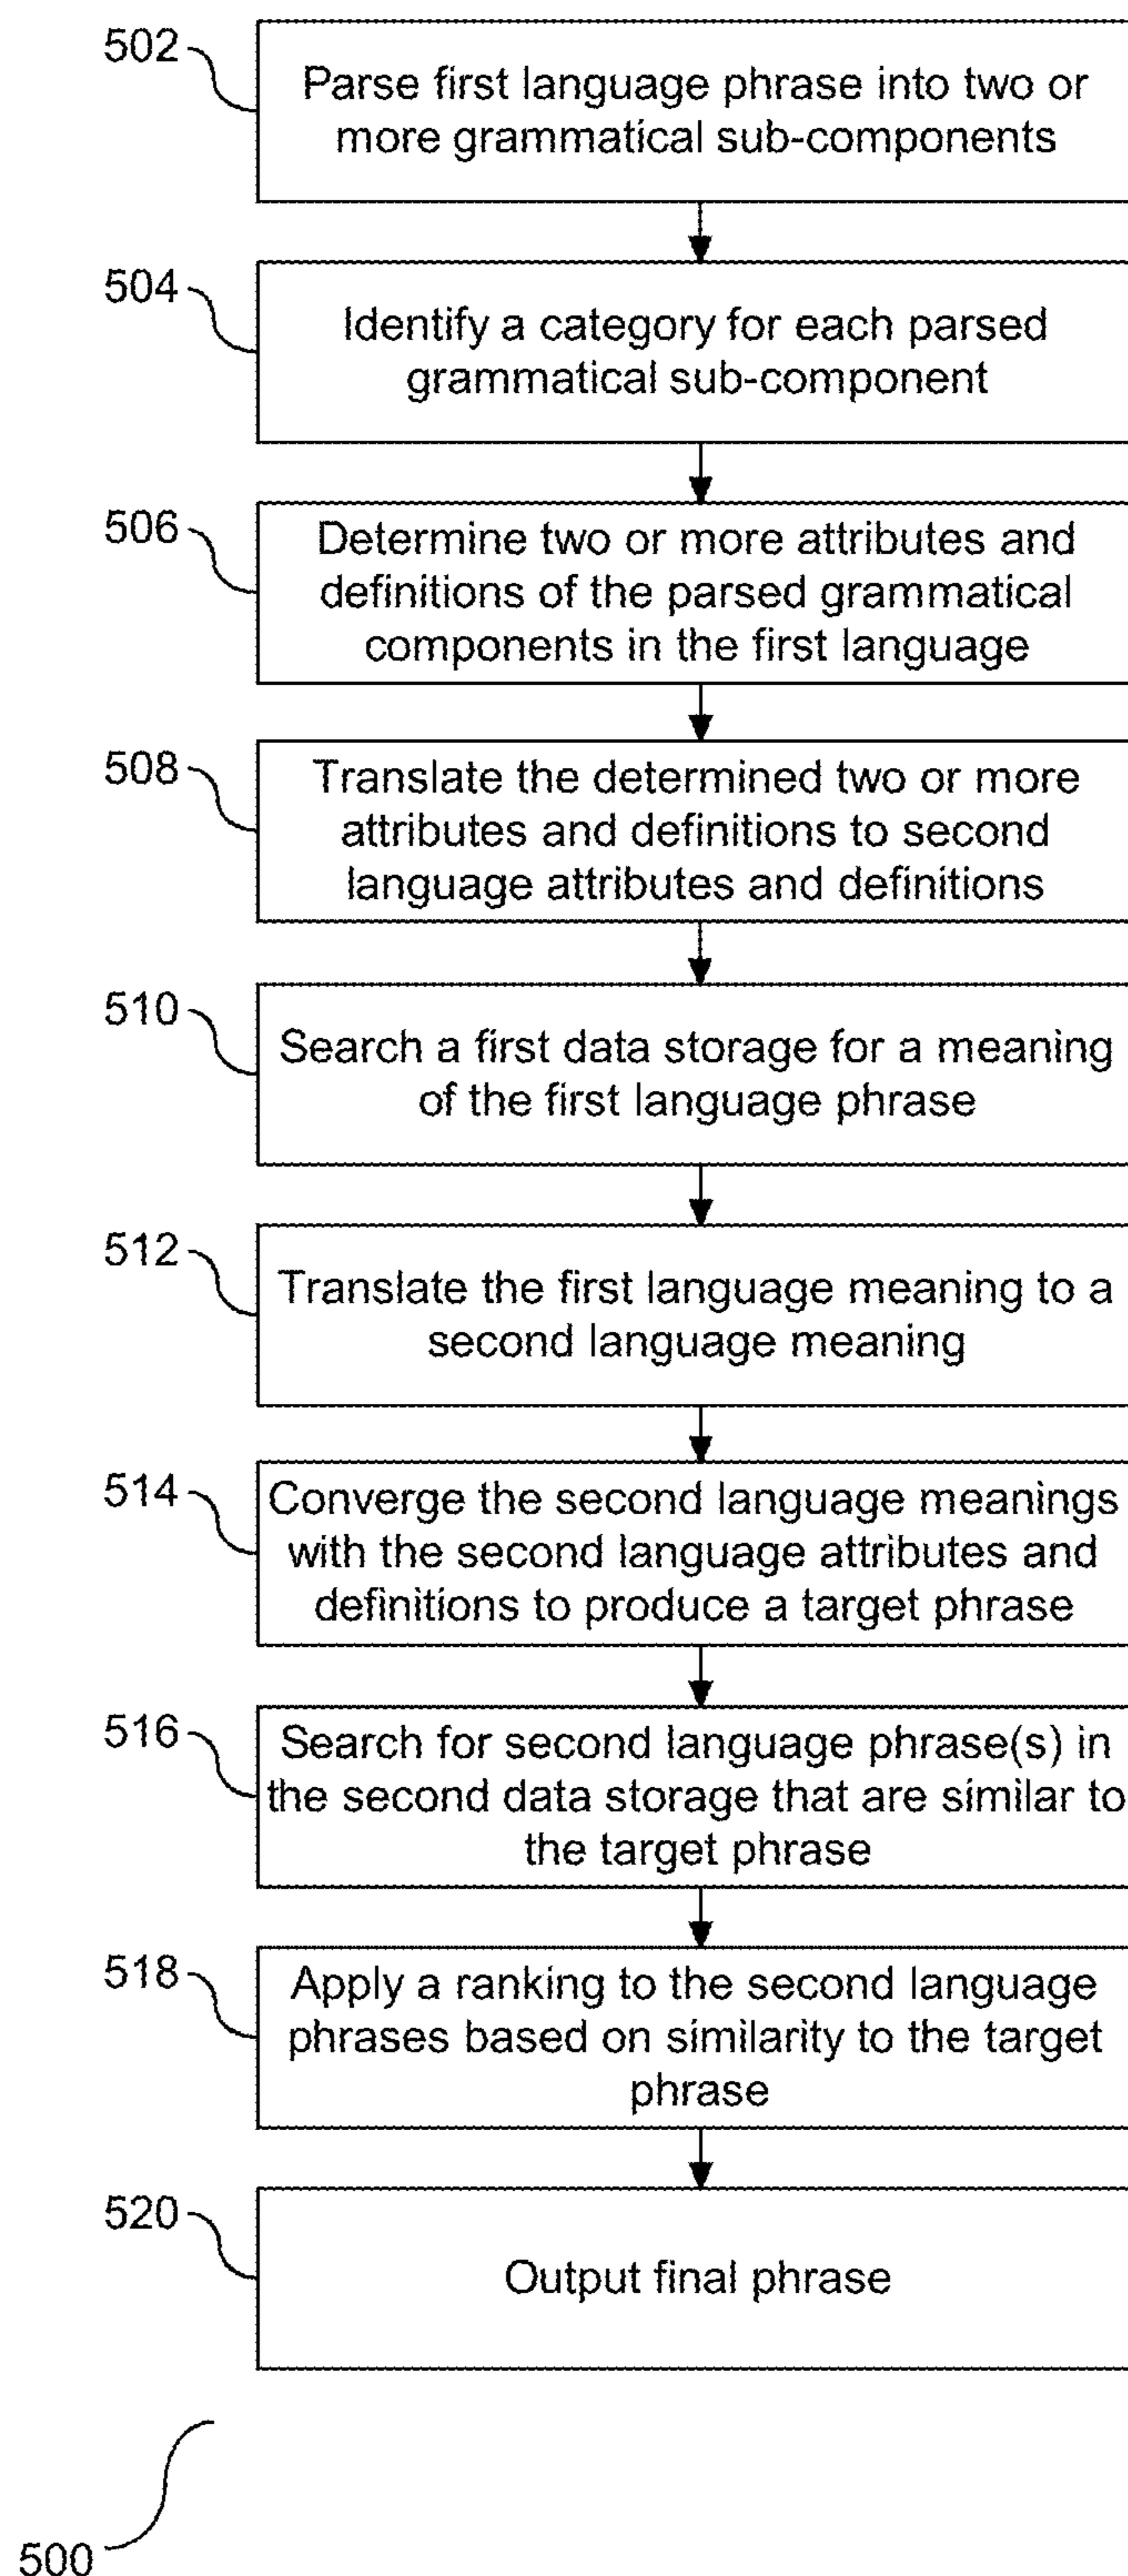 502
Parse first language phrase into two or
more grammatical sub-components
504
Identify a category for each parsed
grammatical sub-component
506
Determine two or more attributes and
definitions of the parsed grammatical
components in the first language
508
Translate the determined two or more
attributes and definitions to second
language attributes and definitions
510
Search a first data storage for a meaning
of the first language phrase
512
Translate the first language meaning to a
second language meaning
514
Converge the second language meanings
with the second language attributes and
definitions to produce a target phrase
516
Search for second language phrase(s) in
the second data storage that are similar to
the target phrase
518
Apply a ranking to the second language
phrases based on similarity to the target
phrase
520
Output final phrase
500